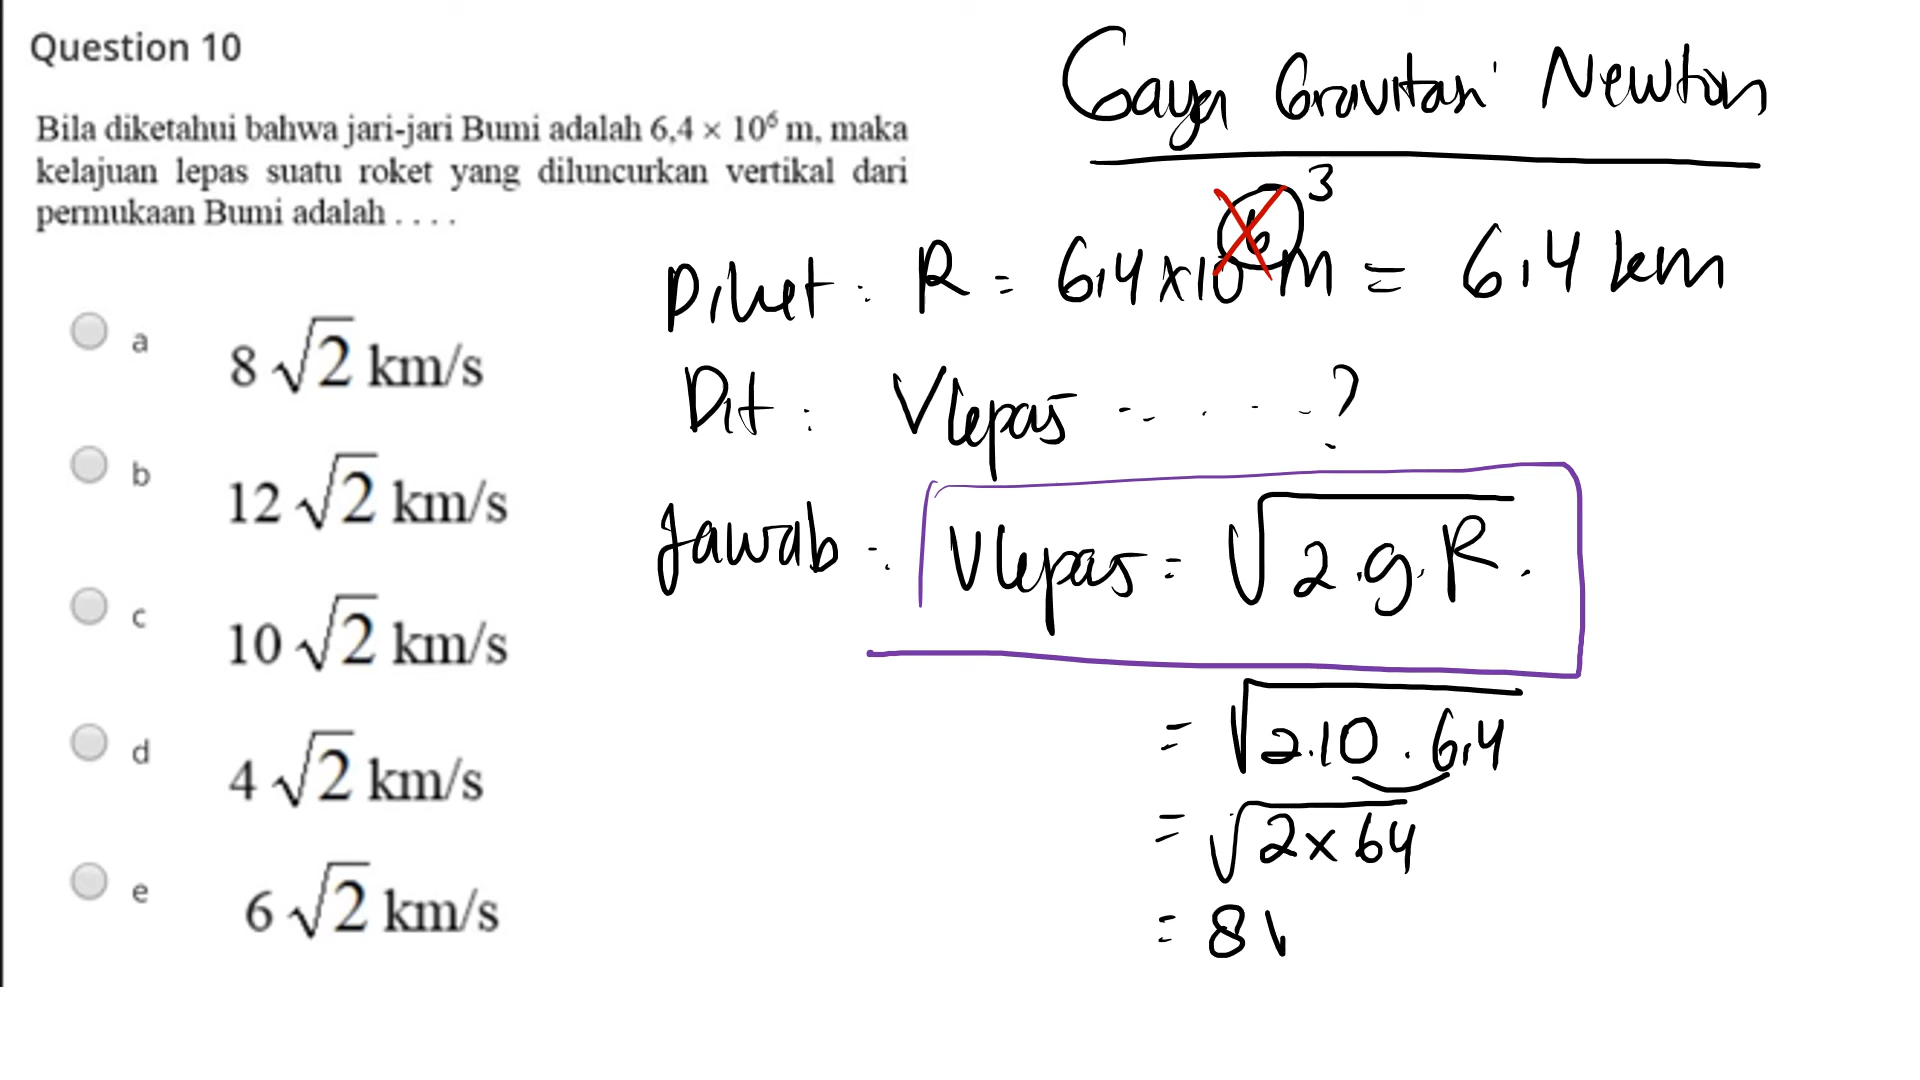 Question 10
Bila diketahui bahwa jari-jari Bumi adalah 6,4 × 10⁶ m, maka
kelajuan lepas suatu roket yang diluncurkan vertikal dari
permukaan Bumi adalah . . . .
a 8 √2 km/s
b 12 √2 km/s
c 10 √2 km/s
d 4 √2 km/s
e 6 √2 km/s
Gaya Gravitasi Newton
3
Diket : R = 6,4 x 10⁶ m = 6,4 km
Dit : Vlepas ......?
Jawab : Vlepas = √2.g.R.
= √2.10 . 6,4
= √2 x 64
= 8